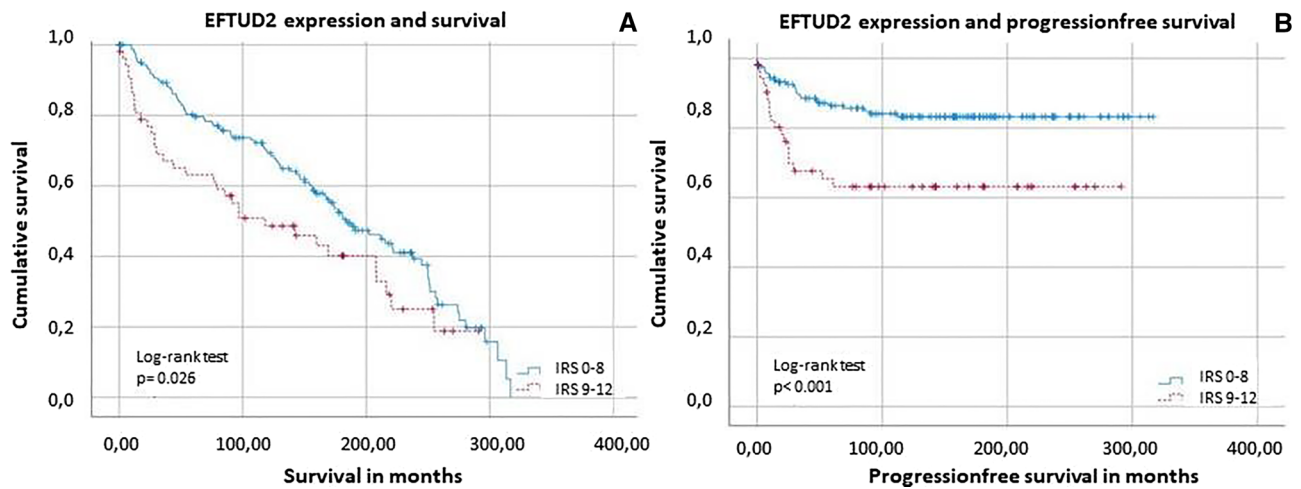 EFTUD2 expression and survival
A
1,0
0,8
0,6
0,4
0,2
0,0
Cumulative survival
Log-rank test
p= 0.026
IRS 0-8
IRS 9-12
0,00
100,00
200,00
300,00
400,00
Survival in months
EFTUD2 expression and progressionfree survival
B
1,0
0,8
0,6
0,4
0,2
0,0
Cumulative survival
Log-rank test
p< 0.001
IRS 0-8
IRS 9-12
0,00
100,00
200,00
300,00
400,00
Progressionfree survival in months